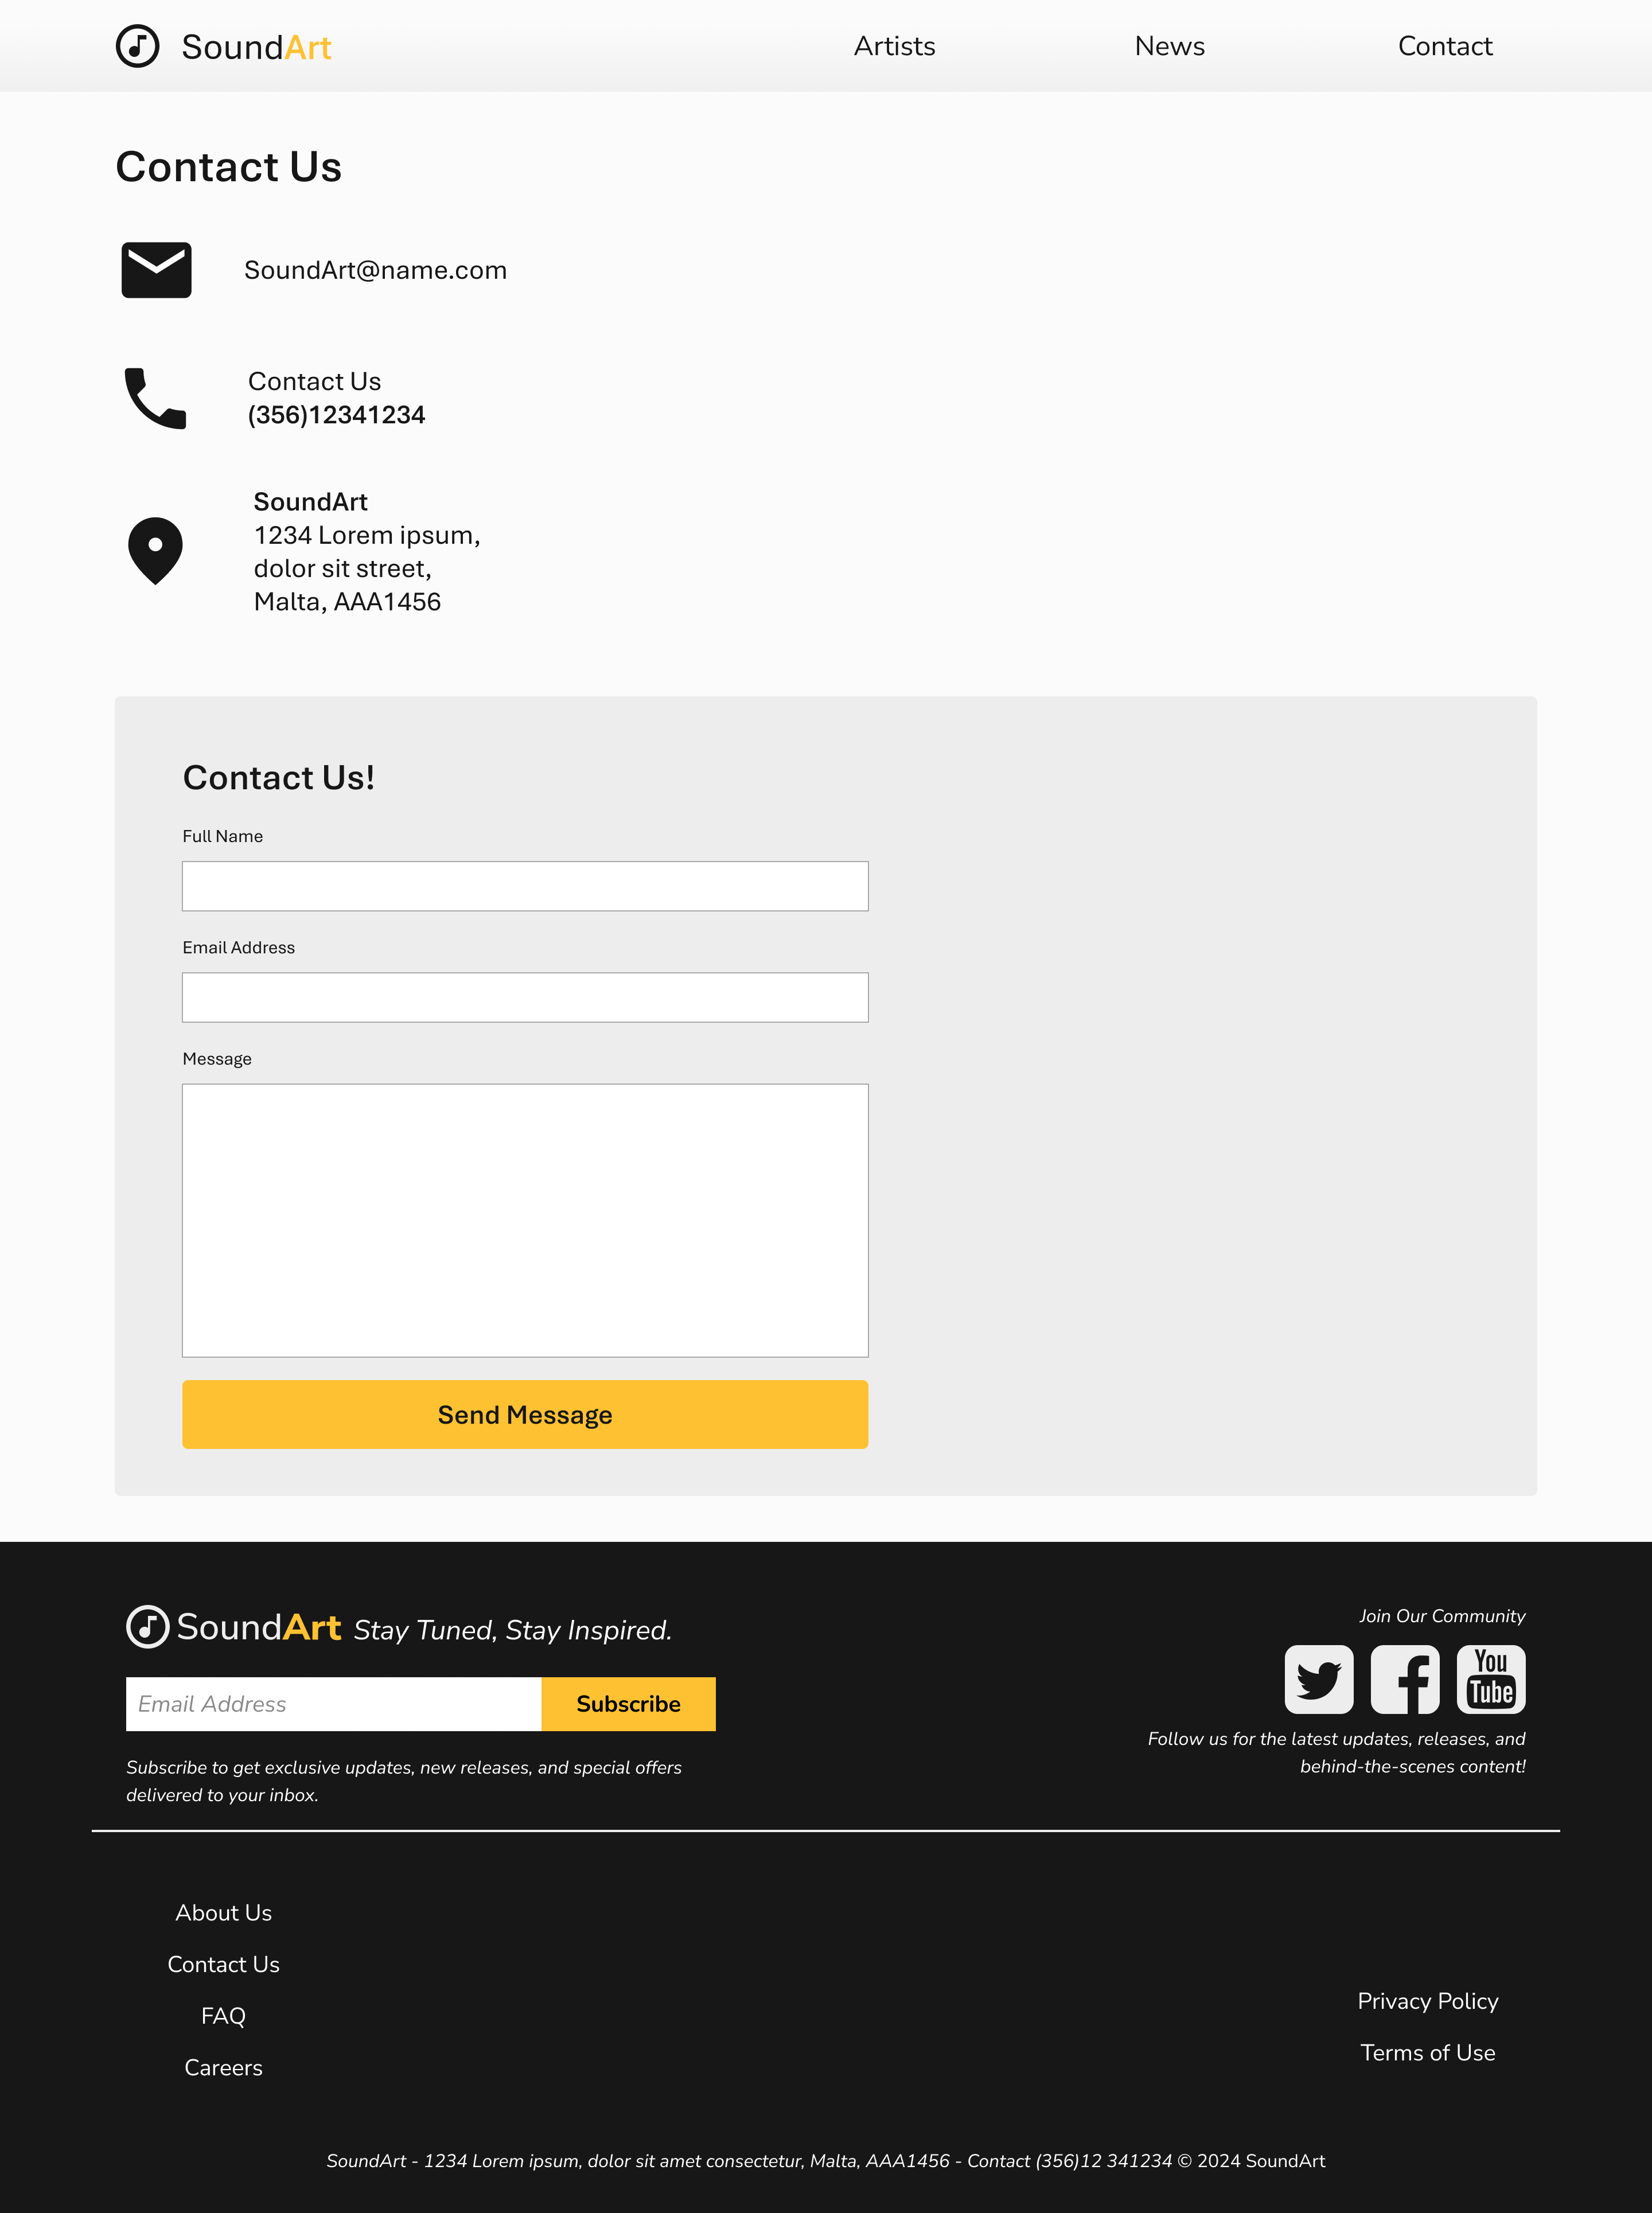 SoundArt
Artists
News
Contact
Contact Us
SoundArt@name.com
Contact Us
(356)12341234
SoundArt
1234 Lorem ipsum,
dolor sit street,
Malta, AAA1456
Contact Us!
Full Name
Email Address
Message
Send Message
SoundArt Stay Tuned, Stay Inspired.
Email Address
Subscribe
Subscribe to get exclusive updates, new releases, and special offers
delivered to your inbox.
Join Our Community
You
Tube
Follow us for the latest updates, releases, and
behind-the-scenes content!
About Us
Contact Us
FAQ
Careers
Privacy Policy
Terms of Use
SoundArt - 1234 Lorem ipsum, dolor sit amet consectetur, Malta, AAA1456 - Contact (356)12 341234 © 2024 SoundArt